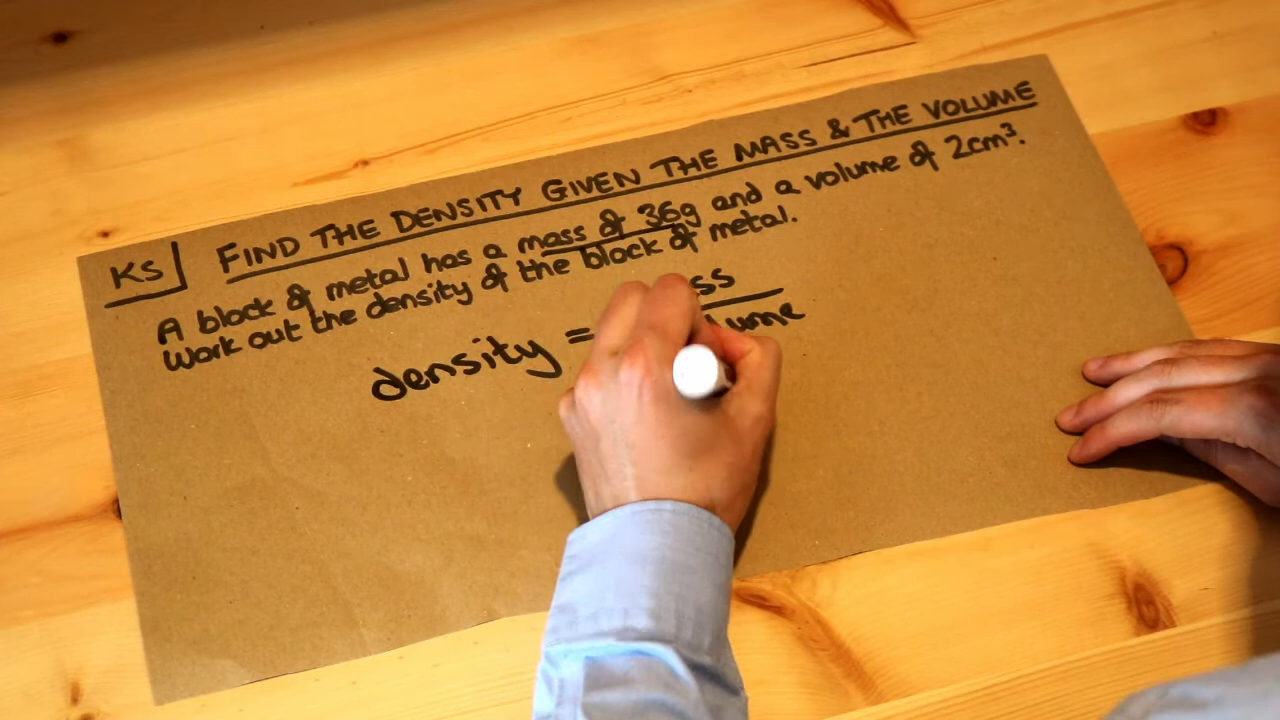 KS FIND THE DENSITY GIVEN THE MASS & THE VOLUME
A block of metal has a mass of 36g and a volume of 2cm³.
Work out the density of the block of metal.
density =